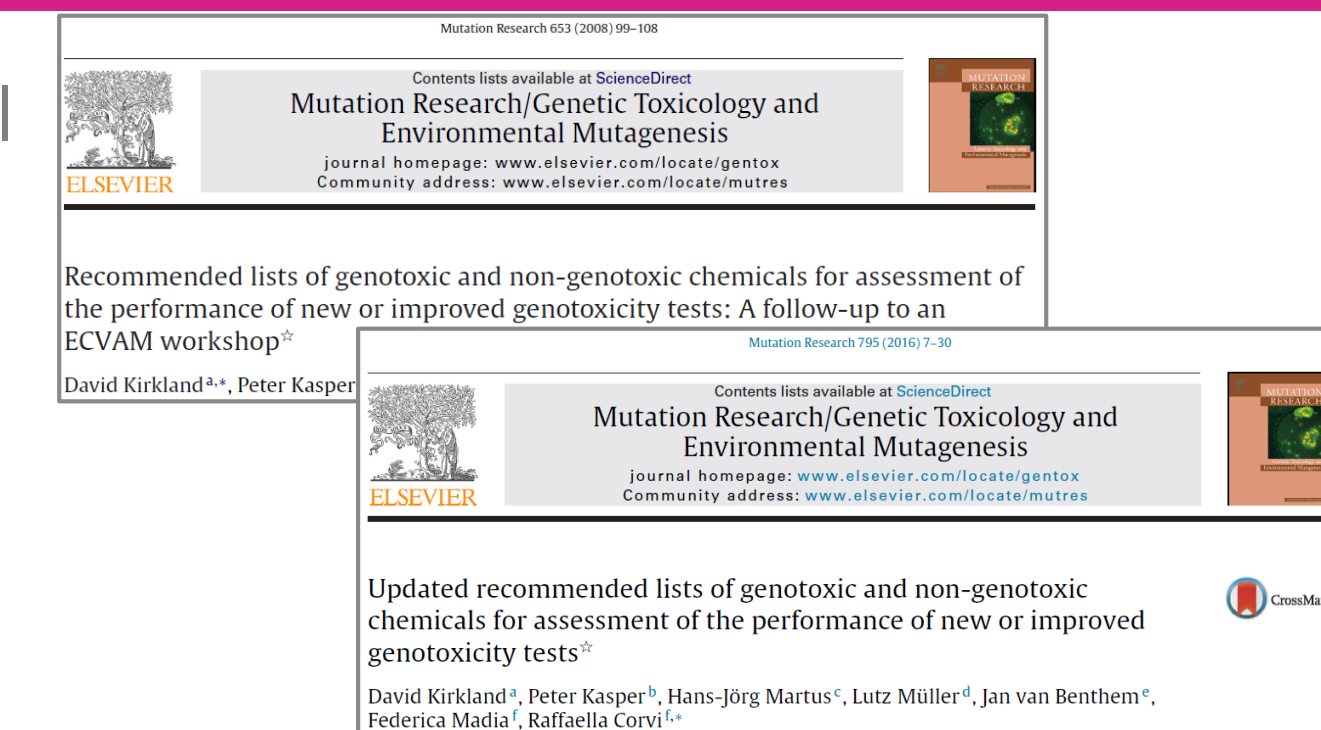 Mutation Research 653 (2008) 99–108
Contents lists available at ScienceDirect
Mutation Research/Genetic Toxicology and
Environmental Mutagenesis
journal homepage: www.elsevier.com/locate/gentox
Community address: www.elsevier.com/locate/mutres
ELSEVIER
MUTATION
RESEARCH
Recommended lists of genotoxic and non-genotoxic chemicals for assessment of
the performance of new or improved genotoxicity tests: A follow-up to an
ECVAM workshop☆
David Kirkland a,*, Peter Kasper
Mutation Research 795 (2016) 7–30
Contents lists available at ScienceDirect
Mutation Research/Genetic Toxicology and
Environmental Mutagenesis
journal homepage: www.elsevier.com/locate/gentox
Community address: www.elsevier.com/locate/mutres
ELSEVIER
MUTATION
RESEARCH
Updated recommended lists of genotoxic and non-genotoxic
chemicals for assessment of the performance of new or improved
genotoxicity tests☆
CrossMa
David Kirkland a, Peter Kasper b, Hans-Jörg Martus c, Lutz Müller d, Jan van Benthem e,
Federica Madia f, Raffaella Corvi f,*